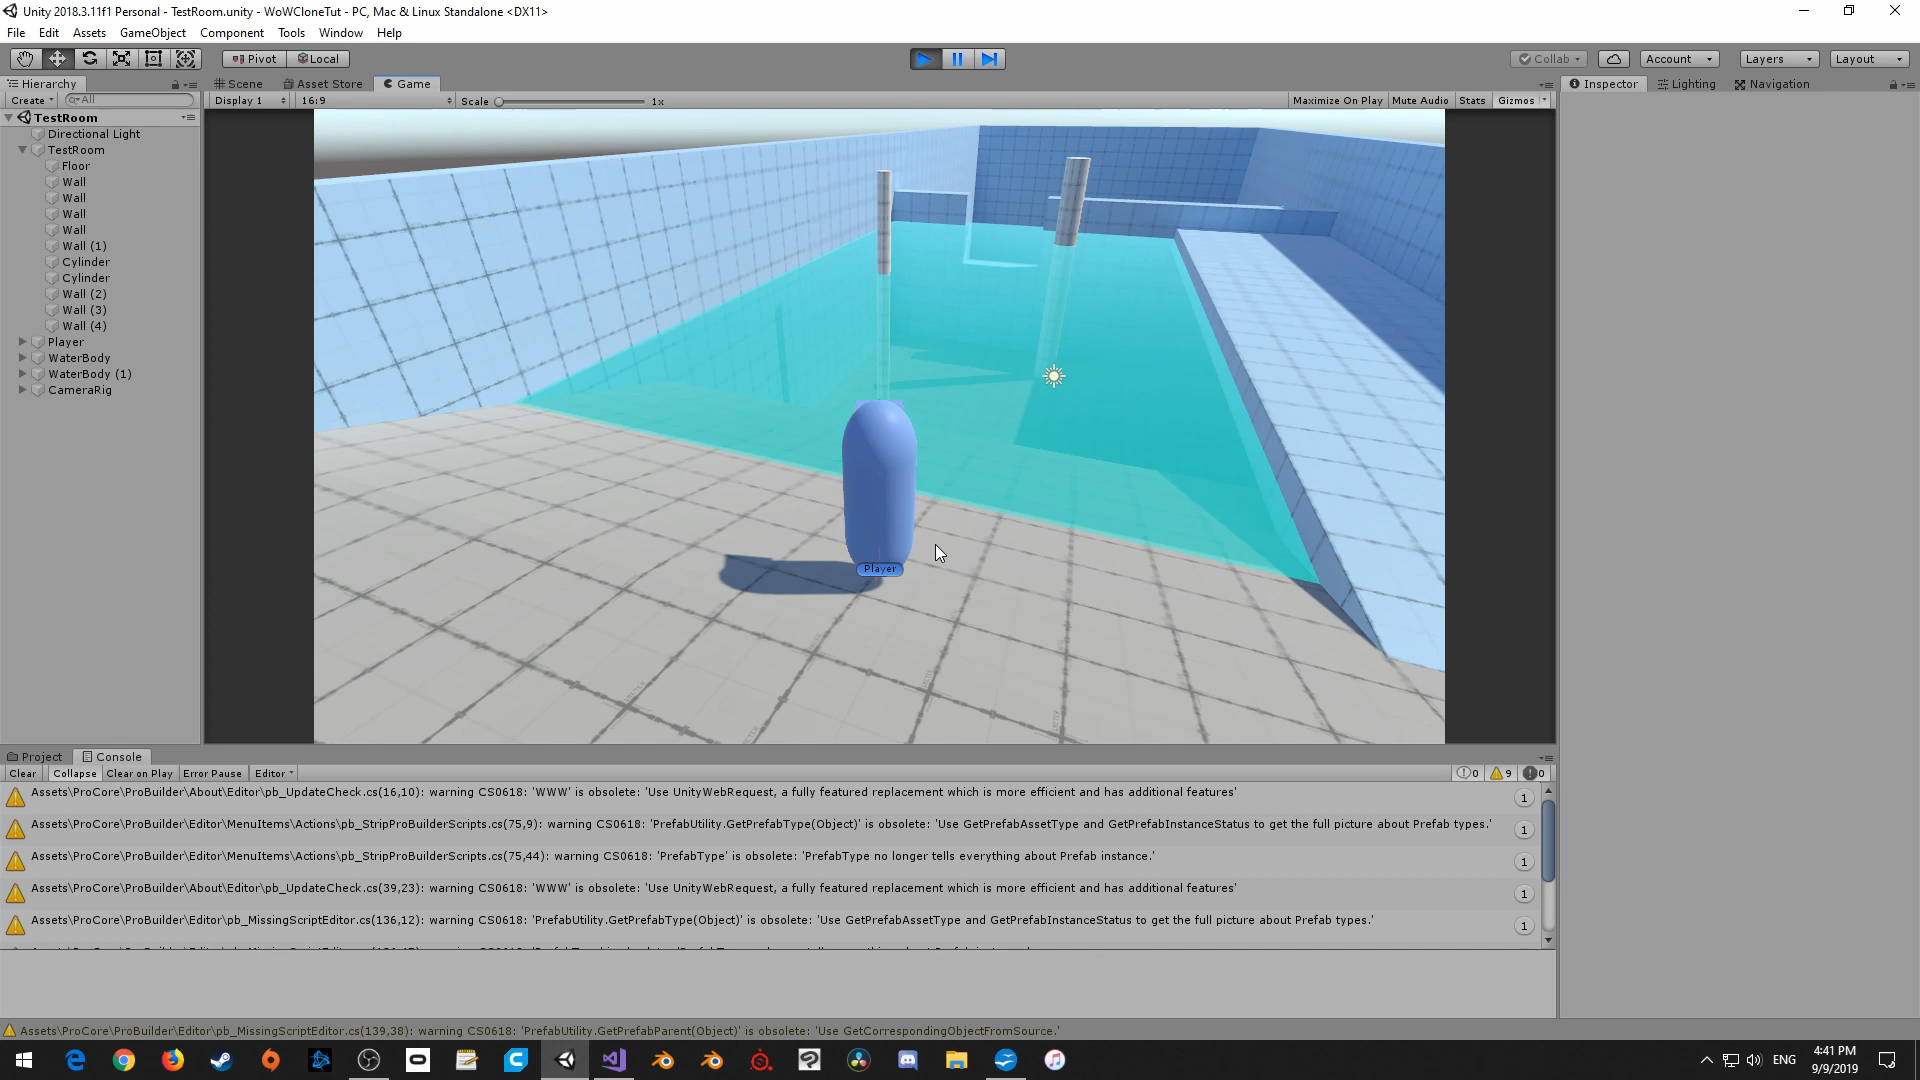 Unity 2018.3.11f1 Personal - TestRoom.unity - WoWCloneTut - PC, Mac & Linux Standalone <DX11>
File Edit Assets GameObject Component Tools Window Help
Pivot Local Collab Account Layers Layout
Hierarchy Scene Asset Store Game Inspector Lighting Navigation
Create All Display 1 16:9 Scale 1x Maximize On Play Mute Audio Stats Gizmos
TestRoom
Directional Light
TestRoom
Floor
Wall
Wall
Wall
Wall
Wall (1)
Cylinder
Cylinder
Wall (2)
Wall (3)
Wall (4)
Player
WaterBody
WaterBody (1)
CameraRig
Player
Project Console
Clear Collapse Clear on Play Error Pause Editor 0 9 0
Assets\ProCore\ProBuilder\About\Editor\pb_UpdateCheck.cs(16,10): warning CS0618: 'WWW' is obsolete: 'Use UnityWebRequest, a fully featured replacement which is more efficient and has additional features' 1
Assets\ProCore\ProBuilder\Editor\MenuItems\Actions\pb_StripProBuilderScripts.cs(75,9): warning CS0618: 'PrefabUtility.GetPrefabType(Object)' is obsolete: 'Use GetPrefabAssetType and GetPrefabInstanceStatus to get the full picture about Prefab types.' 1
Assets\ProCore\ProBuilder\Editor\MenuItems\Actions\pb_StripProBuilderScripts.cs(75,44): warning CS0618: 'PrefabType' is obsolete: 'PrefabType no longer tells everything about Prefab instance.' 1
Assets\ProCore\ProBuilder\About\Editor\pb_UpdateCheck.cs(39,23): warning CS0618: 'WWW' is obsolete: 'Use UnityWebRequest, a fully featured replacement which is more efficient and has additional features' 1
Assets\ProCore\ProBuilder\Editor\pb_MissingScriptEditor.cs(136,12): warning CS0618: 'PrefabUtility.GetPrefabType(Object)' is obsolete: 'Use GetPrefabAssetType and GetPrefabInstanceStatus to get the full picture about Prefab types.' 1
Assets\ProCore\ProBuilder\Editor\pb_MissingScriptEditor.cs(139,38): warning CS0618: 'PrefabUtility.GetPrefabParent(Object)' is obsolete: 'Use GetCorrespondingObjectFromSource.'
ENG 4:41 PM
9/9/2019